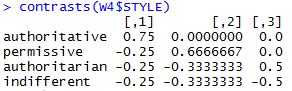 > contrasts(W4$STYLE)
[,1] [,2] [,3]
authoritative 0.75 0.0000000 0.0
permissive -0.25 0.6666667 0.0
authoritarian -0.25 -0.3333333 0.5
indifferent -0.25 -0.3333333 -0.5